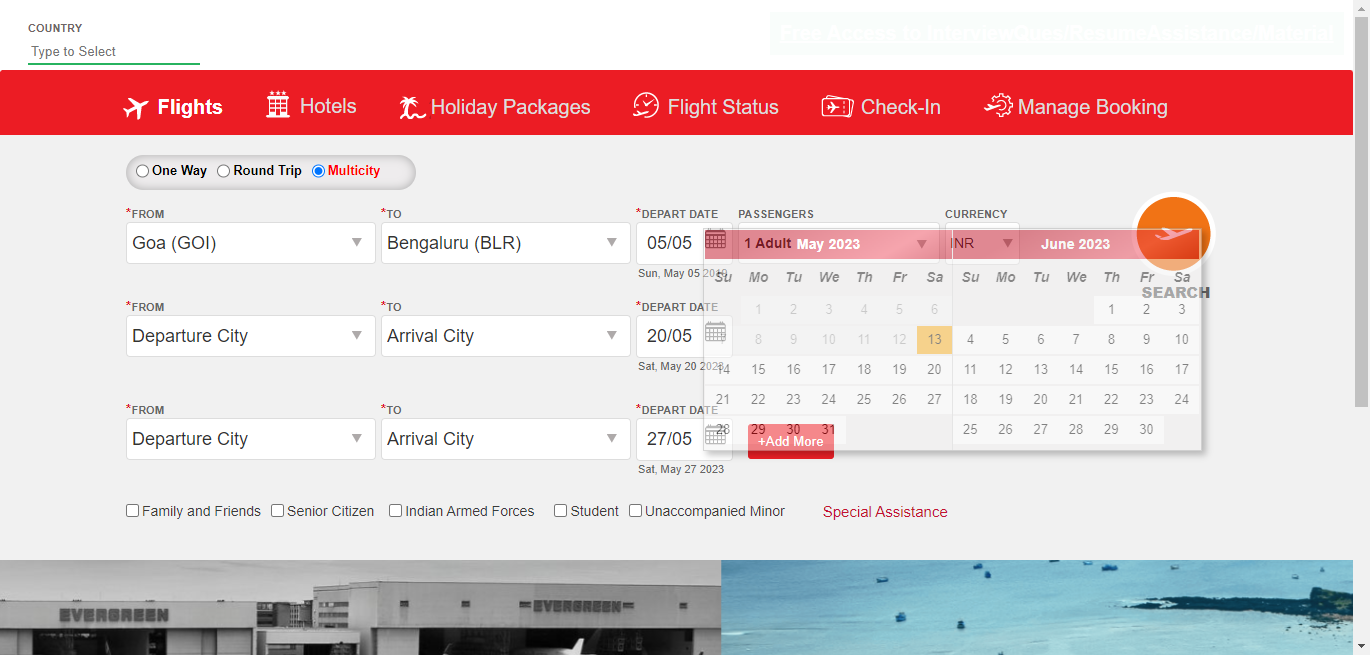 COUNTRY
Type to Select
Free Access to InterviewQues/ResumeAssistance/Material
Flights Hotels Holiday Packages Flight Status Check-In Manage Booking
One Way Round Trip Multicity
*FROM *TO *DEPART DATE PASSENGERS CURRENCY
Goa (GOI) Bengaluru (BLR) 05/05 1 Adult INR
Sun, May 05 2019
SEARCH
*FROM *TO *DEPART DATE
Departure City Arrival City 20/05
Sat, May 20 2023
*FROM *TO *DEPART DATE
Departure City Arrival City 27/05 +Add More
Sat, May 27 2023
May 2023
Su Mo Tu We Th Fr Sa
1 2 3 4 5 6
7 8 9 10 11 12 13
14 15 16 17 18 19 20
21 22 23 24 25 26 27
28 29 30 31
June 2023
Su Mo Tu We Th Fr Sa
1 2 3
4 5 6 7 8 9 10
11 12 13 14 15 16 17
18 19 20 21 22 23 24
25 26 27 28 29 30
Family and Friends Senior Citizen Indian Armed Forces Student Unaccompanied Minor Special Assistance
EVERGREEN
EVERGREEN